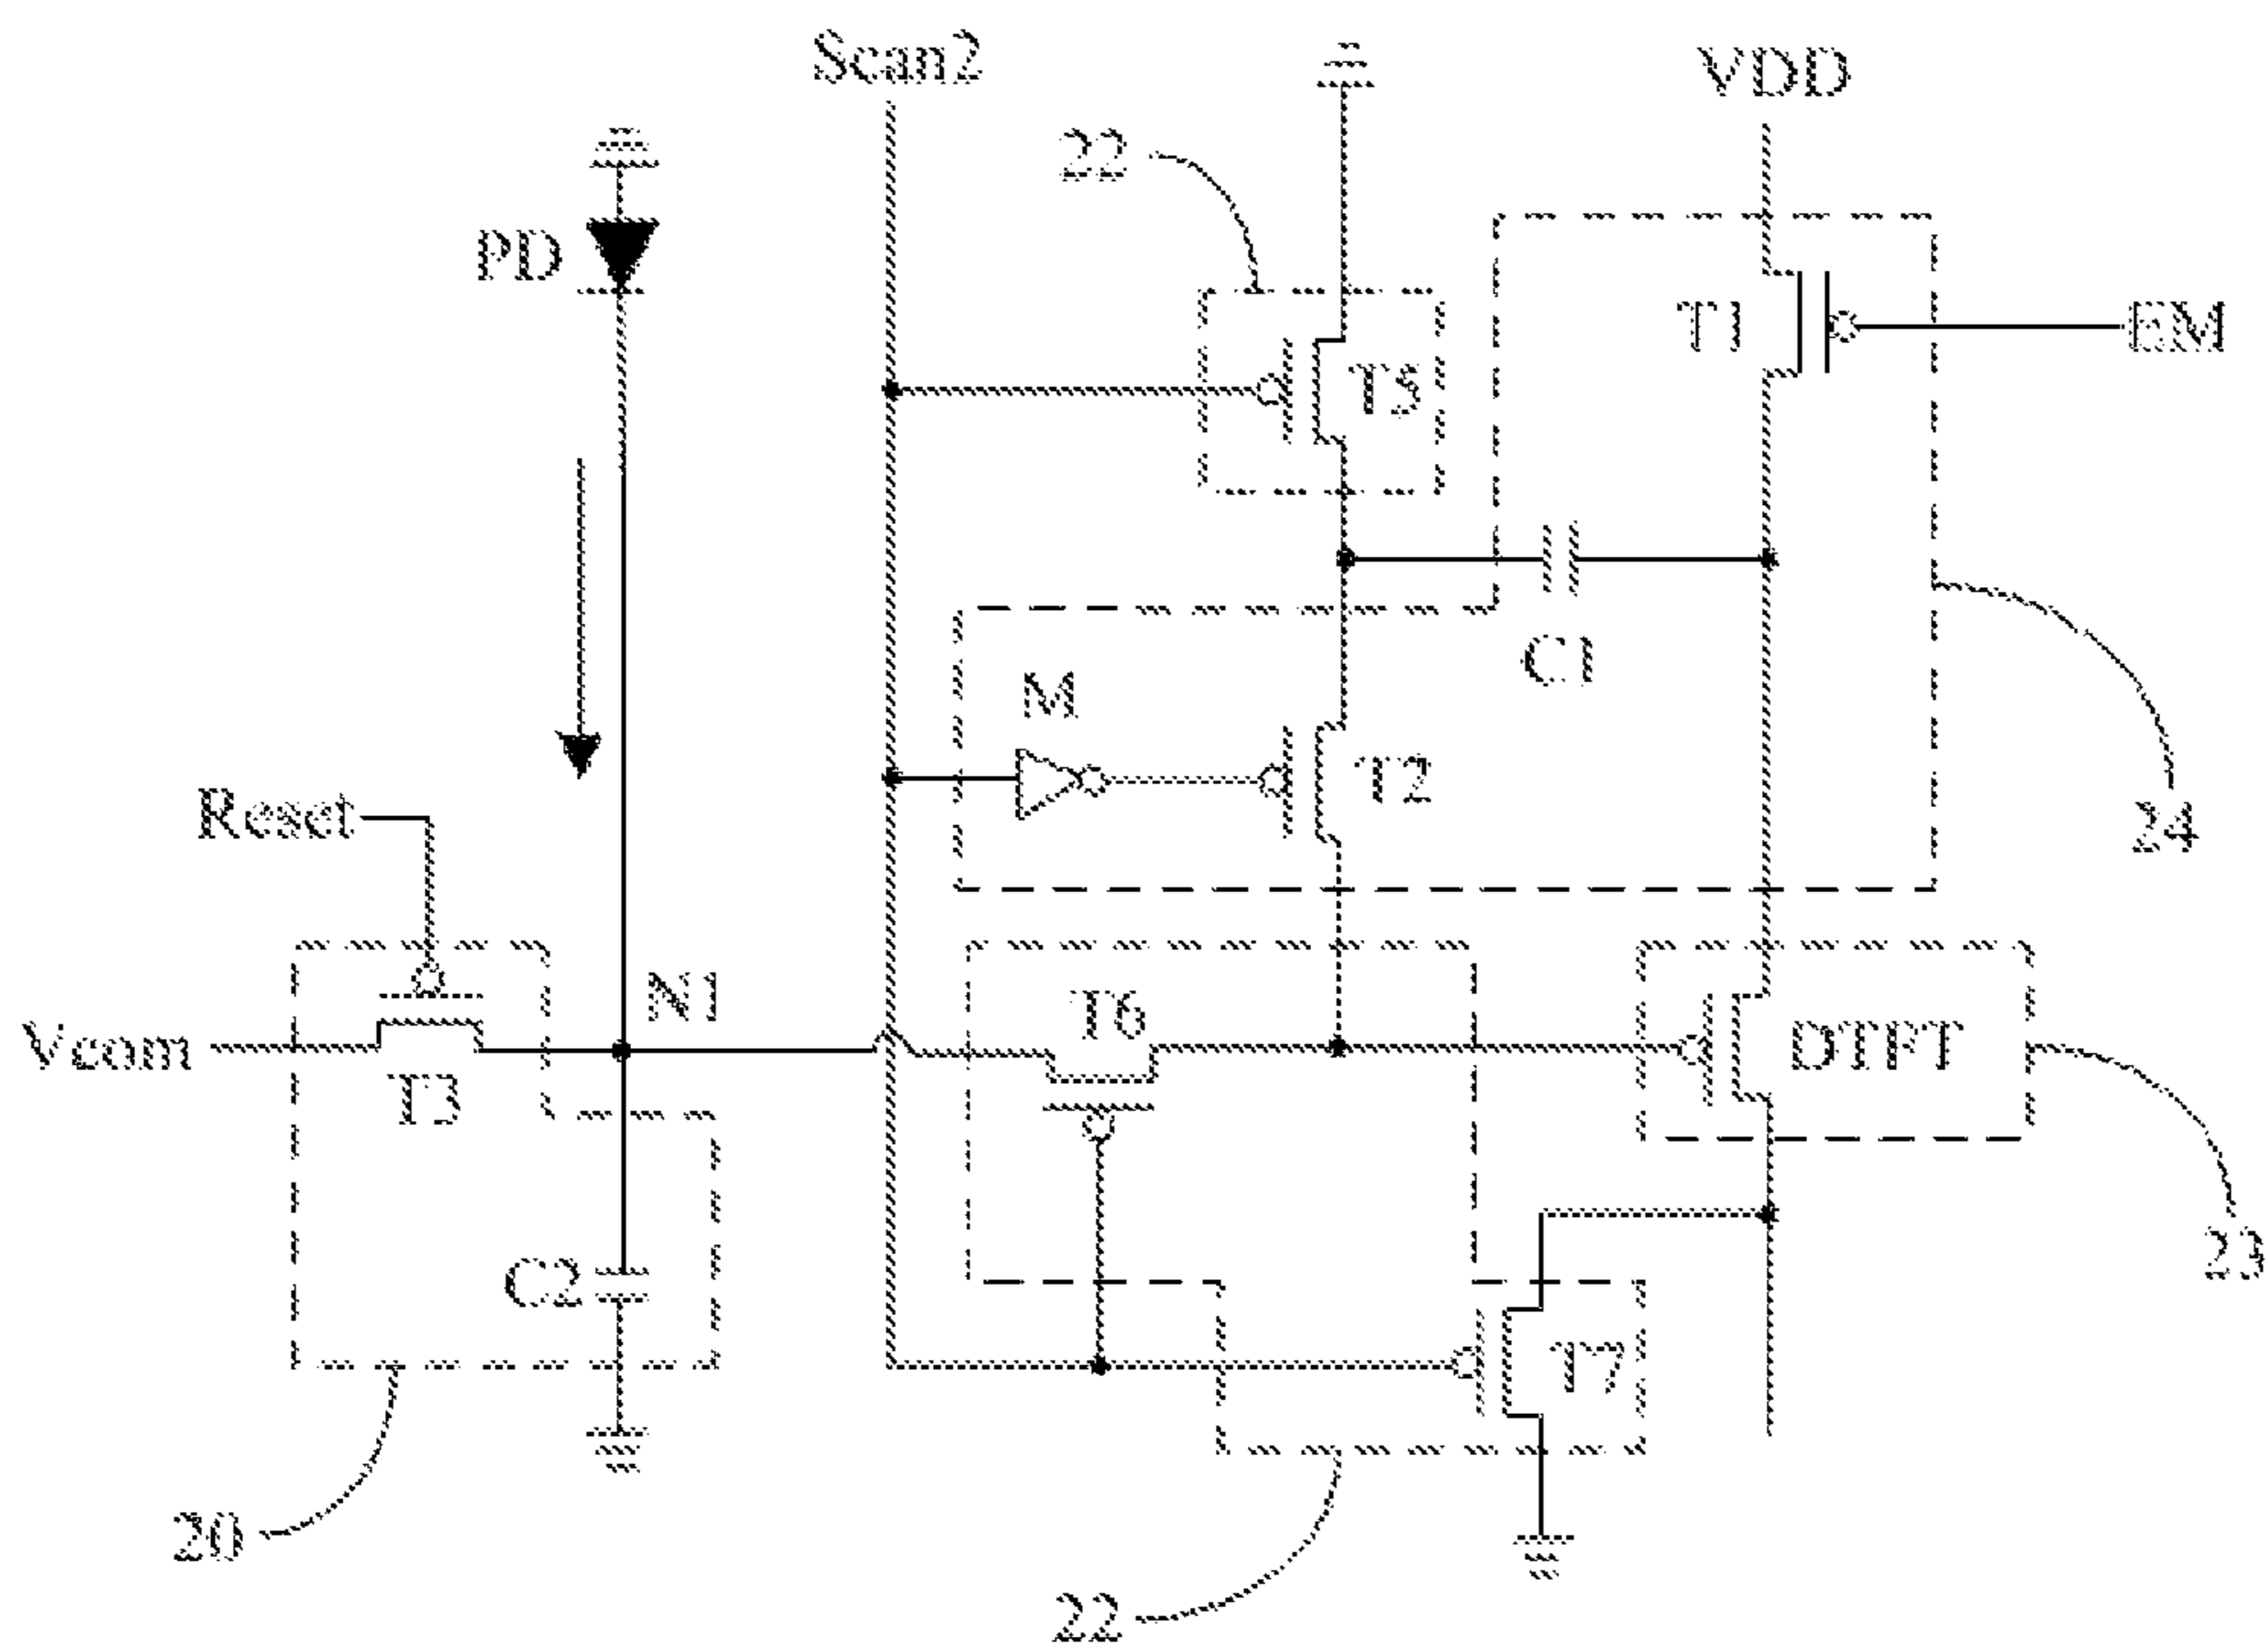 Scan2
VDD
22
PD
T1
EM
T5
C1
M
T2
Reset
24
N1
T6
Vcom
DTFT
T3
C2
23
T7
20
22